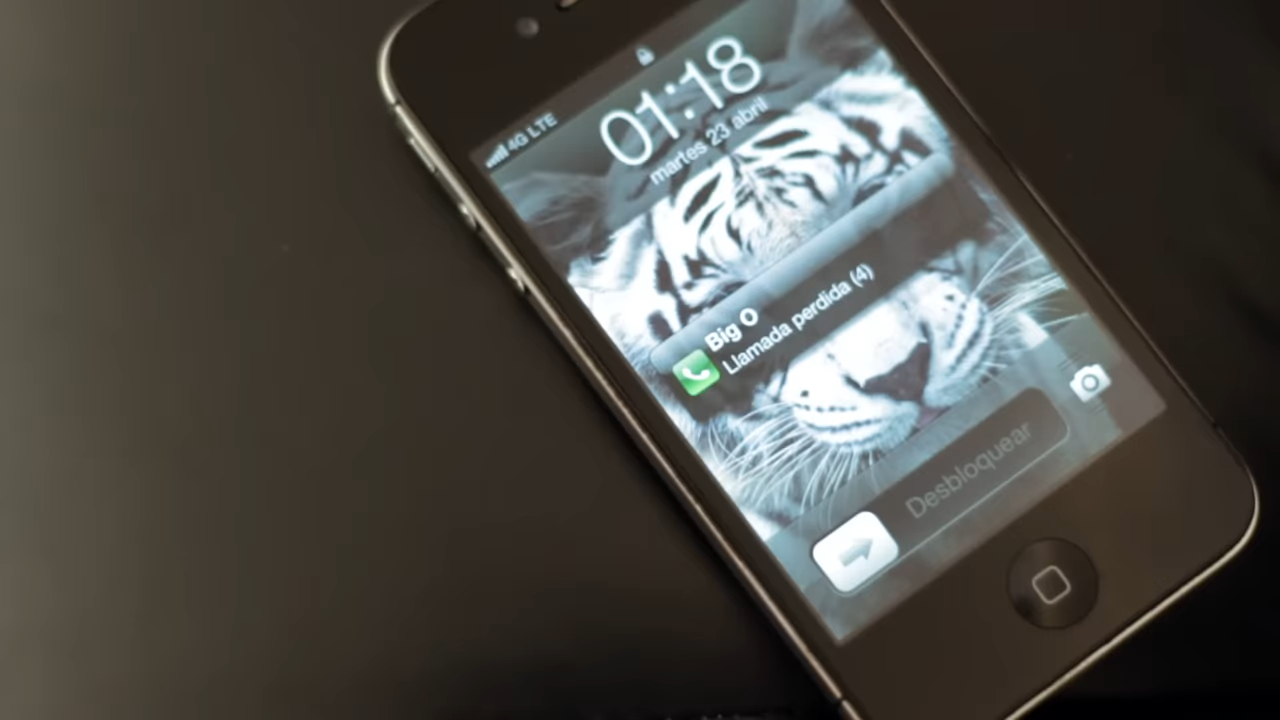 4G LTE
01:18
martes 23 abril
Big O
Llamada perdida (4)
Desbloquear